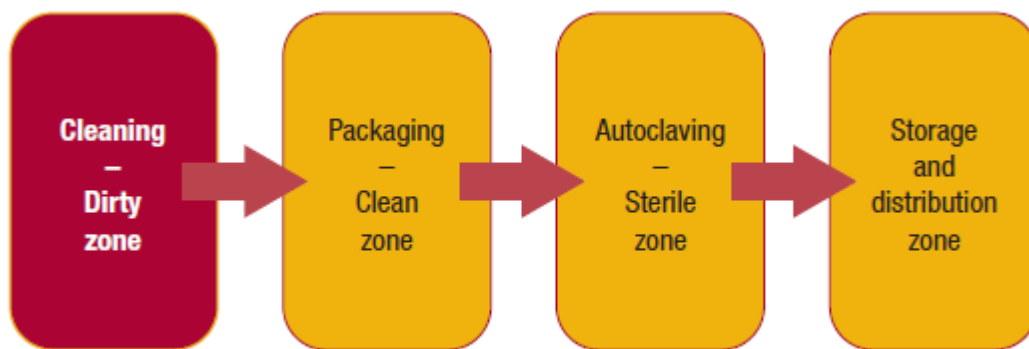 Cleaning
–
Dirty
zone
Packaging
–
Clean
zone
Autoclaving
–
Sterile
zone
Storage
and
distribution
zone